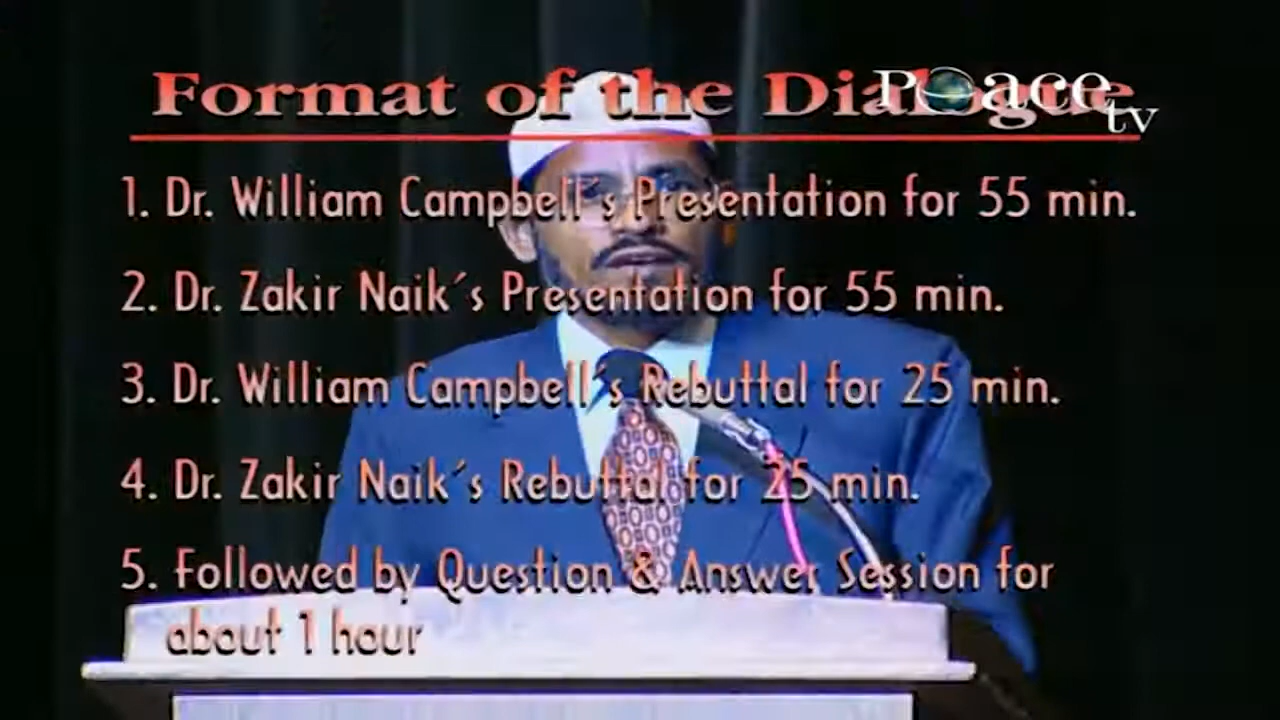 Format of the Dialogue
Peace tv
1. Dr. William Campbell´s Presentation for 55 min.
2. Dr. Zakir Naik´s Presentation for 55 min.
3. Dr. William Campbell´s Rebuttal for 25 min.
4. Dr. Zakir Naik´s Rebuttal for 25 min.
5. Followed by Question & Answer Session for
about 1 hour